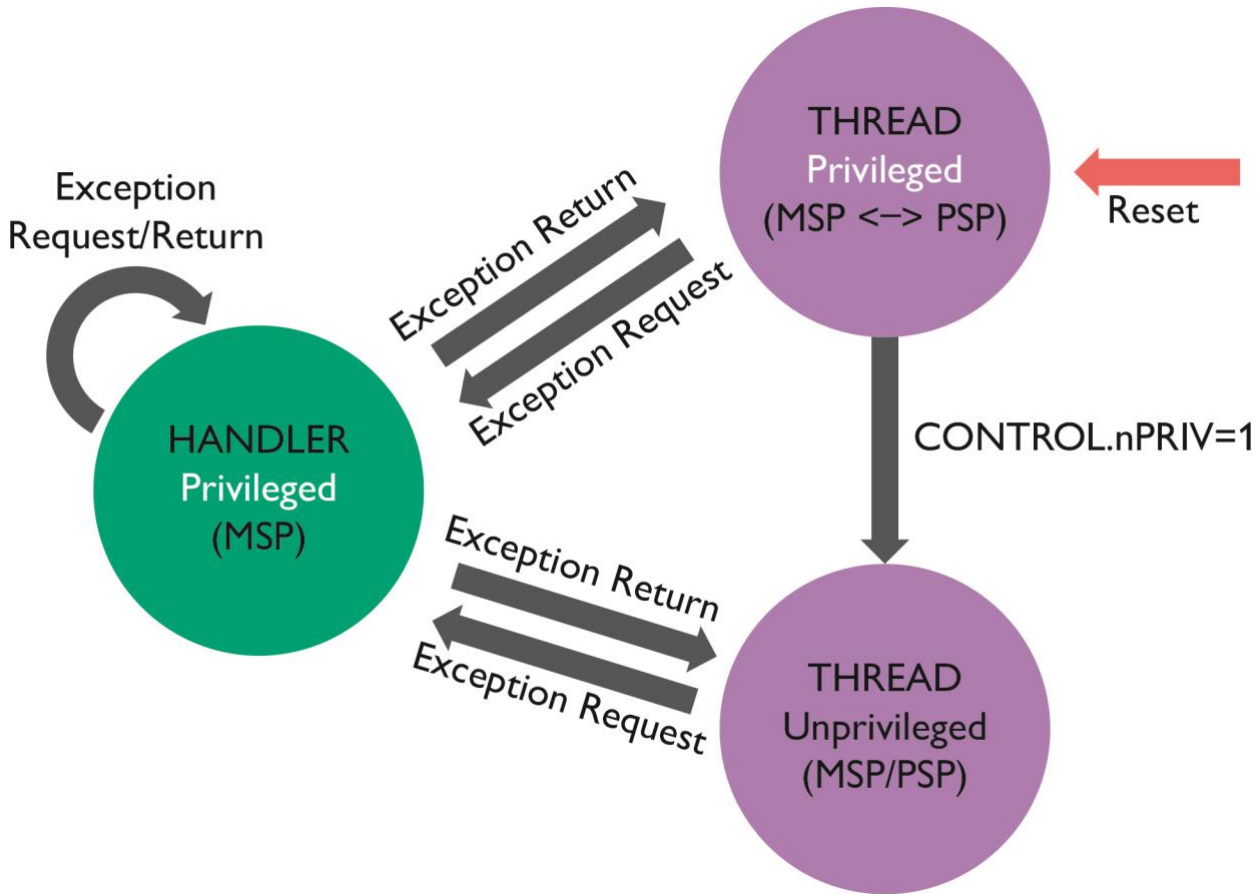 THREAD
Privileged
(MSP <−> PSP)
Reset
Exception
Request/Return
Exception Return
Exception Request
HANDLER
Privileged
(MSP)
CONTROL.nPRIV=1
Exception Return
Exception Request
THREAD
Unprivileged
(MSP/PSP)